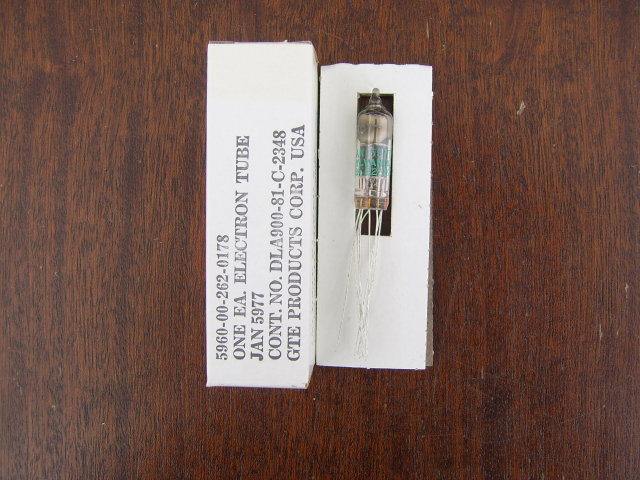 5960-00-262-0178
ONE EA. ELECTRON TUBE
JAN 5977
CONT. NO. DLA900-81-C-2348
GTE PRODUCTS CORP. USA